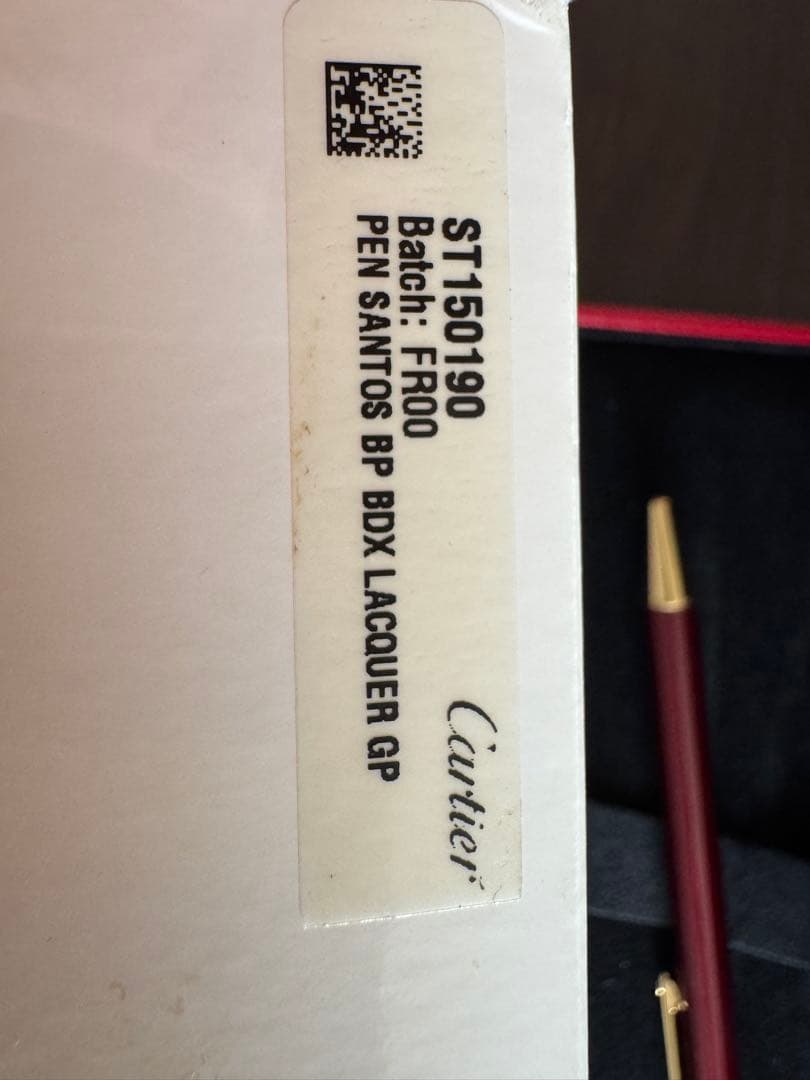 ST150190
Batch: FR00
PEN SANTOS BP BDX LACQUER GP
Cartier